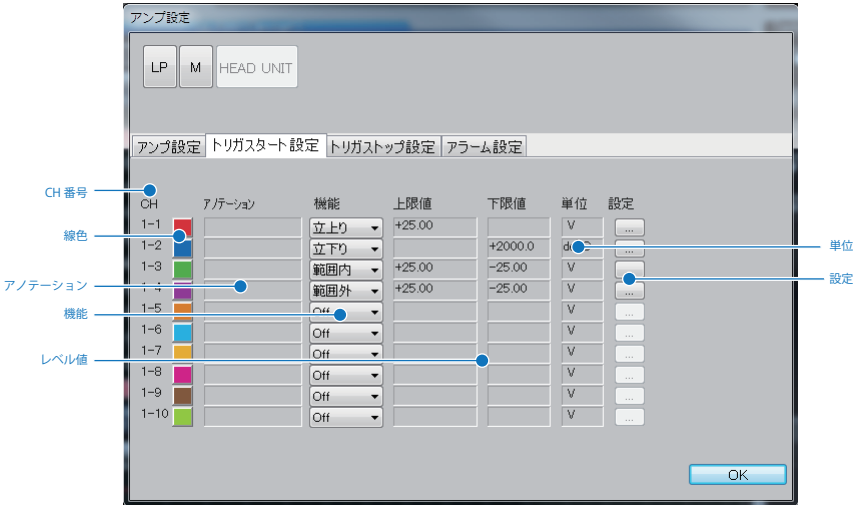 アンプ設定
LP M HEAD UNIT
アンプ設定 トリガスタート設定 トリガストップ設定 アラーム設定
CH 番号
CH アノテーション 機能 上限値 下限値 単位 設定
1-1 立上り +25.00 V ...
線色
1-2 立下り +2000.0 ...
単位
1-3 範囲内 +25.00 -25.00 V
設定
アノテーション
1-4 範囲外 +25.00 -25.00 V ...
機能
1-5 Off V ...
1-6 Off V ...
レベル値
1-7 Off V ...
1-8 Off V ...
1-9 Off V ...
1-10 Off V ...
OK